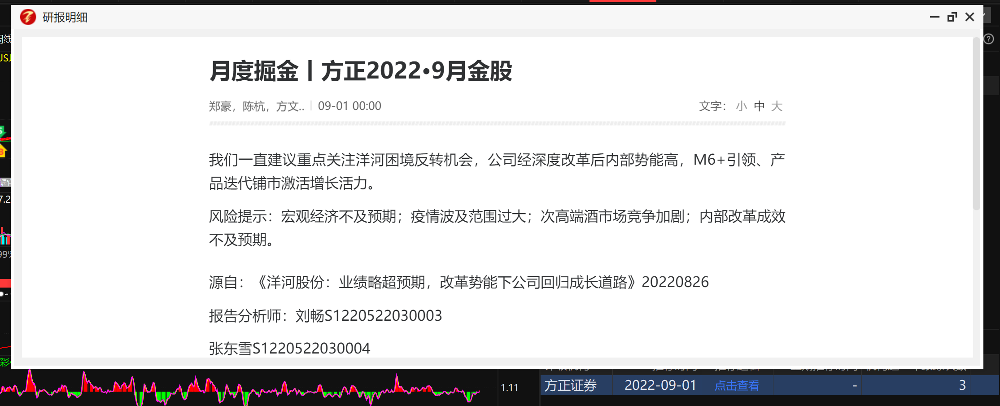 研报明细
月度掘金丨方正2022•9月金股
郑豪，陈杭，方文.. | 09-01 00:00
文字： 小 中 大
我们一直建议重点关注洋河困境反转机会，公司经深度改革后内部势能高，M6+引领、产
品迭代铺市激活增长活力。
风险提示：宏观经济不及预期；疫情波及范围过大；次高端酒市场竞争加剧；内部改革成效
不及预期。
源自：《洋河股份：业绩略超预期，改革势能下公司回归成长道路》20220826
报告分析师：刘畅S1220522030003
张东雪S1220522030004
1.11
方正证券 2022-09-01 点击查看 - 3